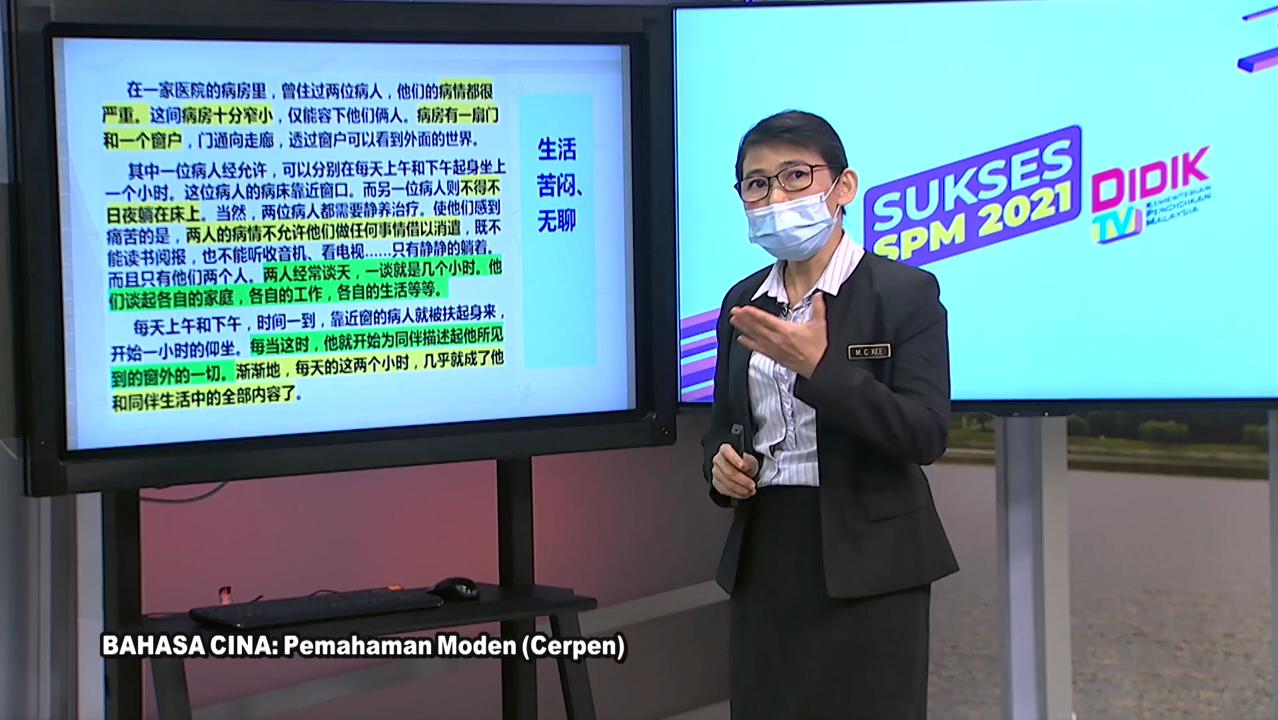 在一家医院的病房里，曾住过两位病人，他们的病情都很
严重。这间病房十分窄小，仅能容下他们俩人。病房有一扇门
和一个窗户，门通向走廊，透过窗户可以看到外面的世界。
其中一位病人经允许，可以分别在每天上午和下午起身坐上
一个小时。这位病人的病床靠近窗口。而另一位病人则不得不
日夜躺在床上。当然，两位病人都需要静养治疗。使他们感到
痛苦的是，两人的病情不允许他们做任何事情借以消遣，既不
能读书阅报，也不能听收音机、看电视……只有静静的躺着。
而且只有他们两个人。两人经常谈天，一谈就是几个小时。他
们谈起各自的家庭，各自的工作，各自的生活等等。
每天上午和下午，时间一到，靠近窗的病人就被扶起身来，
开始一小时的仰坐。每当这时，他就开始为同伴描述起他所见
到的窗外的一切。渐渐地，每天的这两个小时，几乎就成了他
和同伴生活中的全部内容了。
生活
苦闷、
无聊
SUKSES
SPM 2021
DIDIK
TV
KEMENTERIAN
PENDIDIKAN
MALAYSIA
M. C. KEE
BAHASA CINA: Pemahaman Moden (Cerpen)